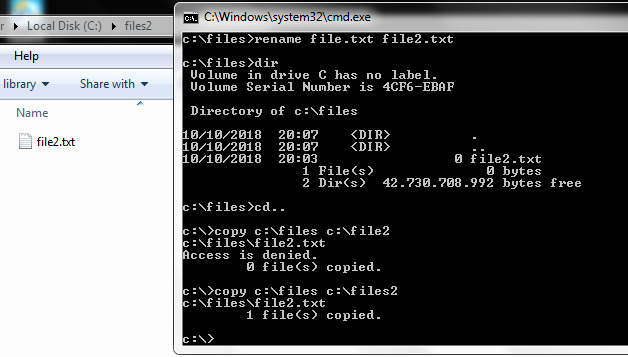 r ▸ Local Disk (C:) ▸ files2
Help
library ▾ Share with ▾
Name
file2.txt
C:\Windows\system32\cmd.exe
c:\files>rename file.txt file2.txt
c:\files>dir
Volume in drive C has no label.
Volume Serial Number is 4CF6-EBAF
Directory of c:\files
10/10/2018 20:07 <DIR> .
10/10/2018 20:07 <DIR> ..
10/10/2018 20:03 0 file2.txt
1 File(s) 0 bytes
2 Dir(s) 42.730.708.992 bytes free
c:\files>cd..
c:\>copy c:\files c:\file2
c:\files\file2.txt
Access is denied.
0 file(s) copied.
c:\>copy c:\files c:\files2
c:\files\file2.txt
1 file(s) copied.
c:\>